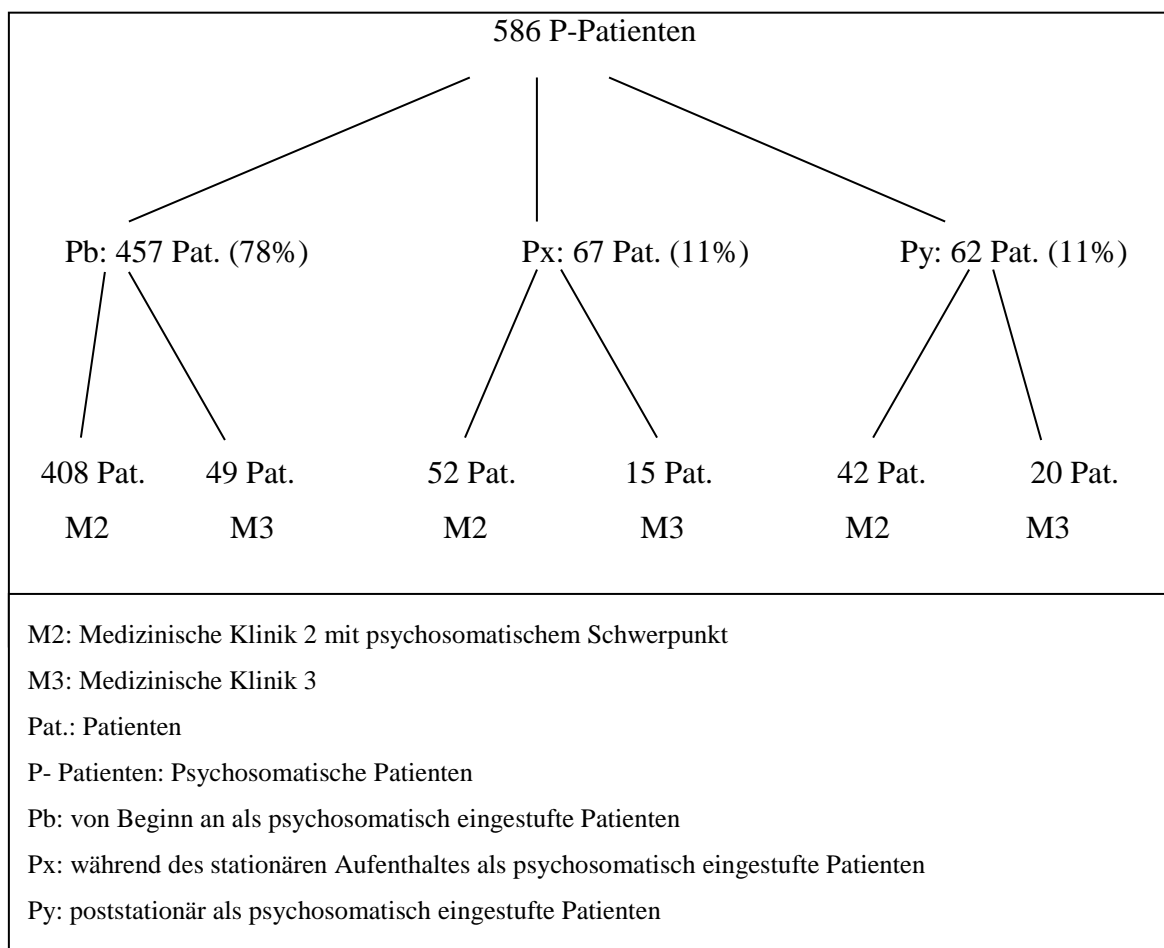 586 P-Patienten
Pb: 457 Pat. (78%) Px: 67 Pat. (11%) Py: 62 Pat. (11%)
408 Pat. 49 Pat. 52 Pat. 15 Pat. 42 Pat. 20 Pat.
M2 M3 M2 M3 M2 M3
M2: Medizinische Klinik 2 mit psychosomatischem Schwerpunkt
M3: Medizinische Klinik 3
Pat.: Patienten
P- Patienten: Psychosomatische Patienten
Pb: von Beginn an als psychosomatisch eingestufte Patienten
Px: während des stationären Aufenthaltes als psychosomatisch eingestufte Patienten
Py: poststationär als psychosomatisch eingestufte Patienten